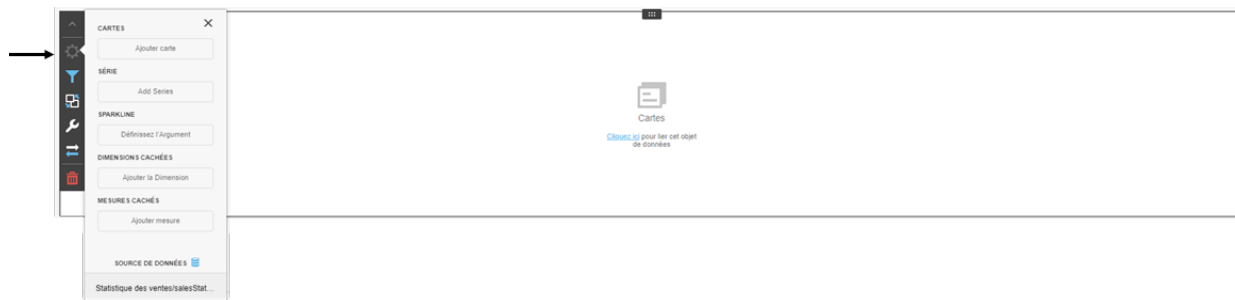 CARTES
Ajouter carte
SÉRIE
Add Series
SPARKLINE
Définissez l'Argument
DIMENSIONS CACHÉES
Ajouter la Dimension
MESURES CACHÉS
Ajouter mesure
SOURCE DE DONNÉES
Statistique des ventes/salesStat...
Cartes
Cliquez ici pour lier cet objet
de données